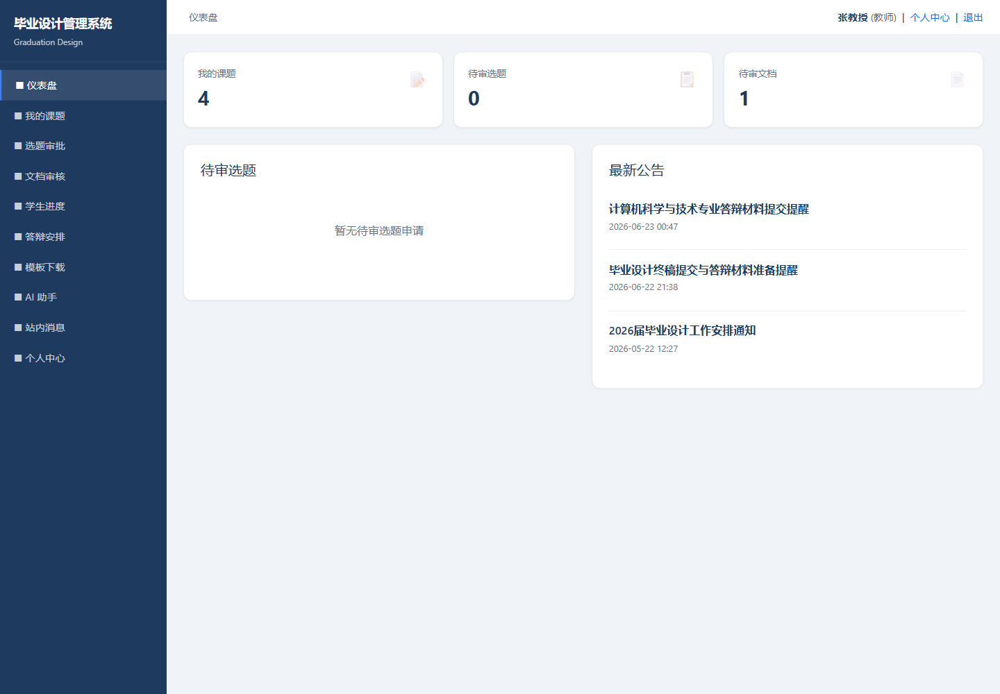 毕业设计管理系统
Graduation Design
仪表盘
我的课题
选题审批
文档审核
学生进度
答辩安排
模板下载
AI 助手
站内消息
个人中心
仪表盘
张教授 (教师) | 个人中心 | 退出
我的课题
4
待审选题
0
待审文档
1
待审选题
暂无待审选题申请
最新公告
计算机科学与技术专业答辩材料提交提醒
2026-06-23 00:47
毕业设计终稿提交与答辩材料准备提醒
2026-06-22 21:38
2026届毕业设计工作安排通知
2026-05-22 12:27